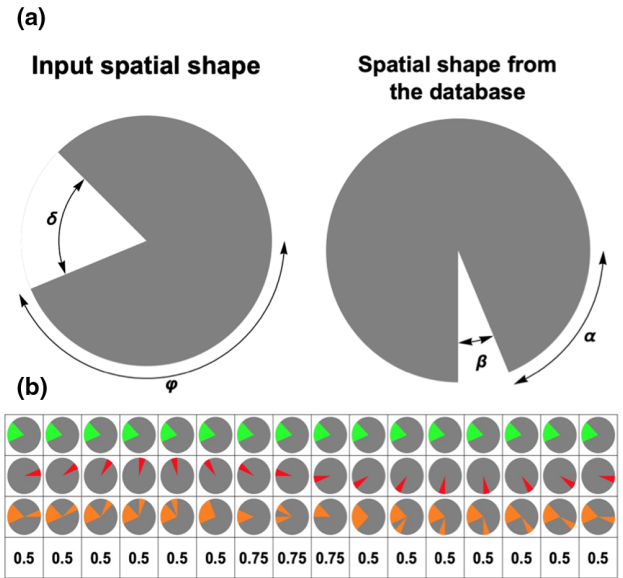 (a)
Input spatial shape
Spatial shape from
the database
δ
φ
β
α
(b)
0.5 0.5 0.5 0.5 0.5 0.5 0.75 0.75 0.75 0.5 0.5 0.5 0.5 0.5 0.5 0.5